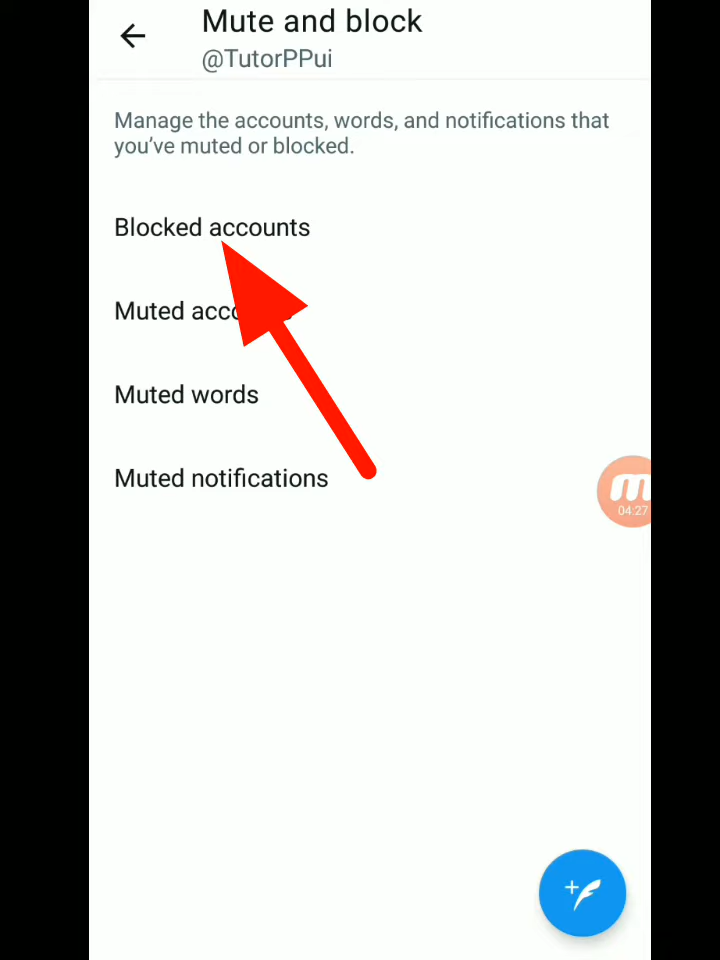 Mute and block
@TutorPPui
Manage the accounts, words, and notifications that
you've muted or blocked.
Blocked accounts
Muted
Muted words
Muted notifications
04:27